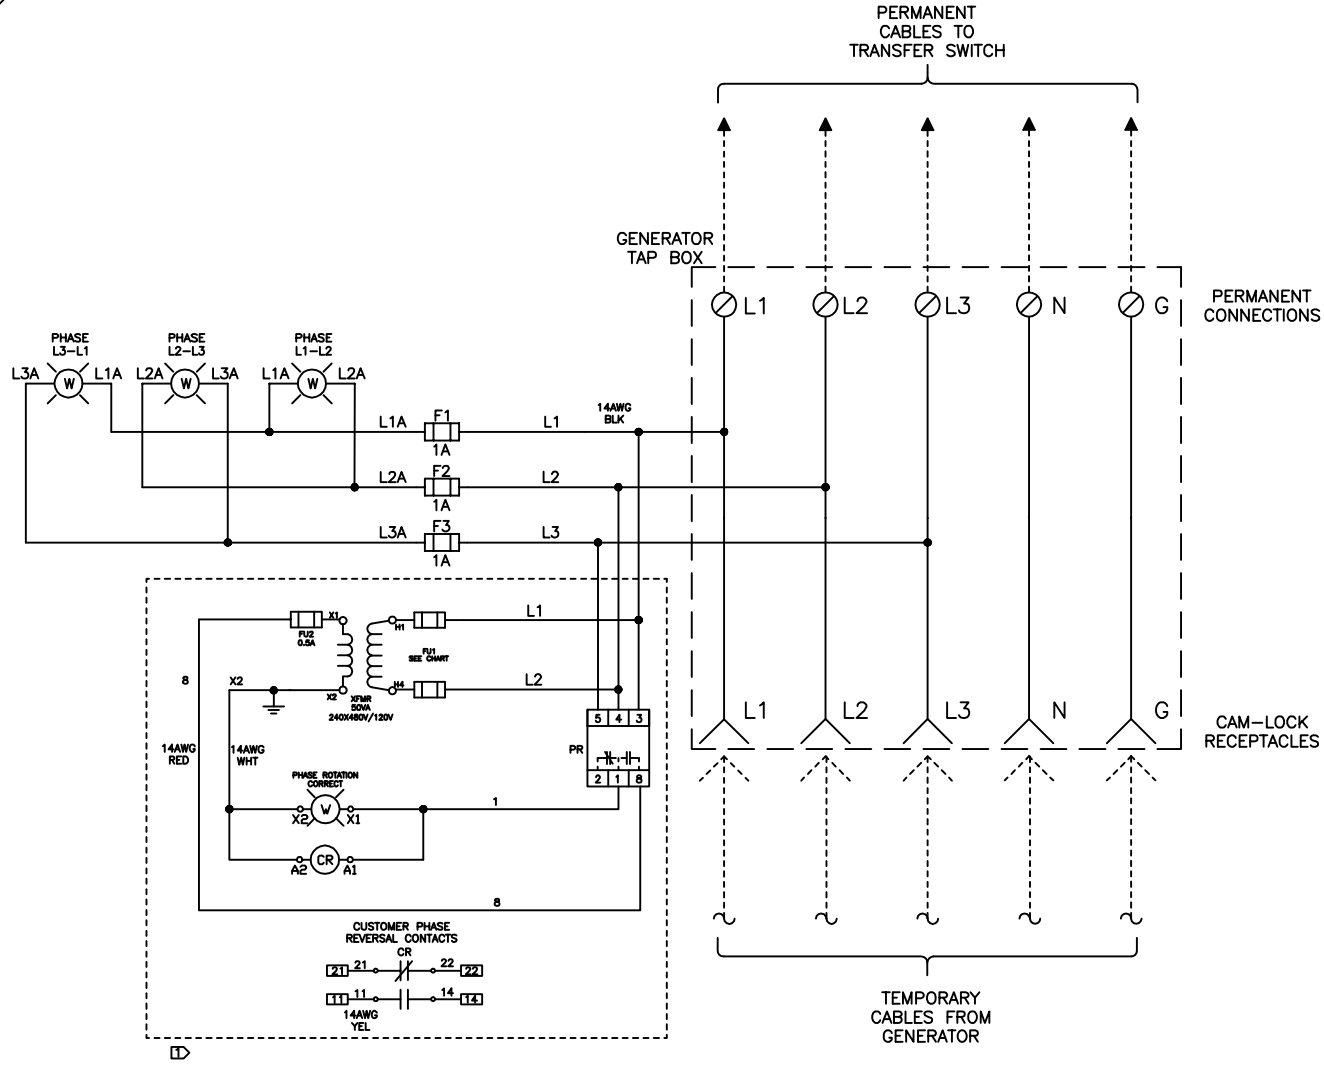 PERMANENT
CABLES TO
TRANSFER SWITCH
GENERATOR
TAP BOX
L1 L2 L3 N G
PERMANENT
CONNECTIONS
PHASE
L3-L1
PHASE
L2-L3
PHASE
L1-L2
L3A W L1A L2A W L3A L1A W L2A
14AWG
BLK
L1A F1 L1
1A
L2A F2 L2
1A
L3A F3 L3
1A
FU2
0.5A
X1
H1
L1
FU1
SEE CHART
8
X2
X2
H4
L2
XFMR
50VA
240X480V/120V
L1 L2 L3 N G
CAM-LOCK
RECEPTACLES
5 4 3
PR
2 1 8
14AWG
RED
14AWG
WHT
PHASE ROTATION
CORRECT
X2 W X1
1
A2 CR A1
8
CUSTOMER PHASE
REVERSAL CONTACTS
CR
21 21 22 22
11 11 14 14
14AWG
YEL
1
TEMPORARY
CABLES FROM
GENERATOR